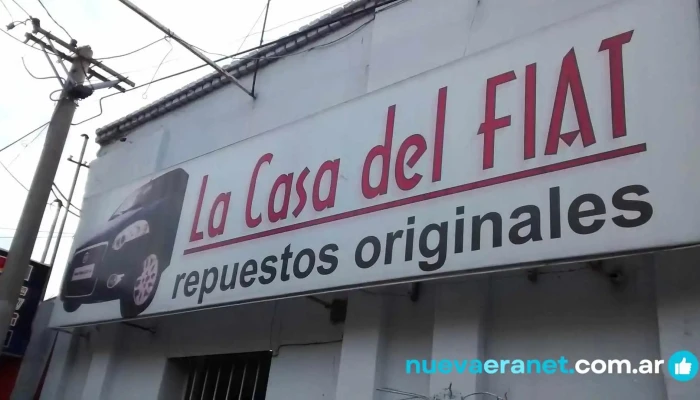 La Casa del FIAT
repuestos originales
nuevaeranet.com.ar